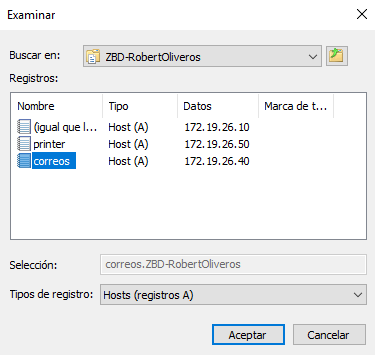 Examinar
Buscar en: ZBD-RobertOliveros
Registros:
Nombre Tipo Datos Marca de t...
(igual que l... Host (A) 172.19.26.10
printer Host (A) 172.19.26.50
correos Host (A) 172.19.26.40
Selección: correos.ZBD-RobertOliveros
Tipos de registro: Hosts (registros A)
Aceptar Cancelar